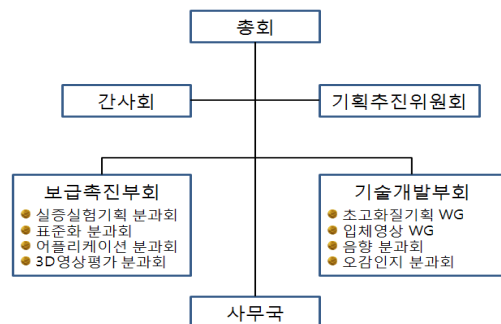 총회
간사회
기획추진위원회
보급촉진부회
실증실험기획 분과회
표준화 분과회
어플리케이션 분과회
3D영상평가 분과회
기술개발부회
초고화질기획 WG
입체영상 WG
음향 분과회
오감인지 분과회
사무국